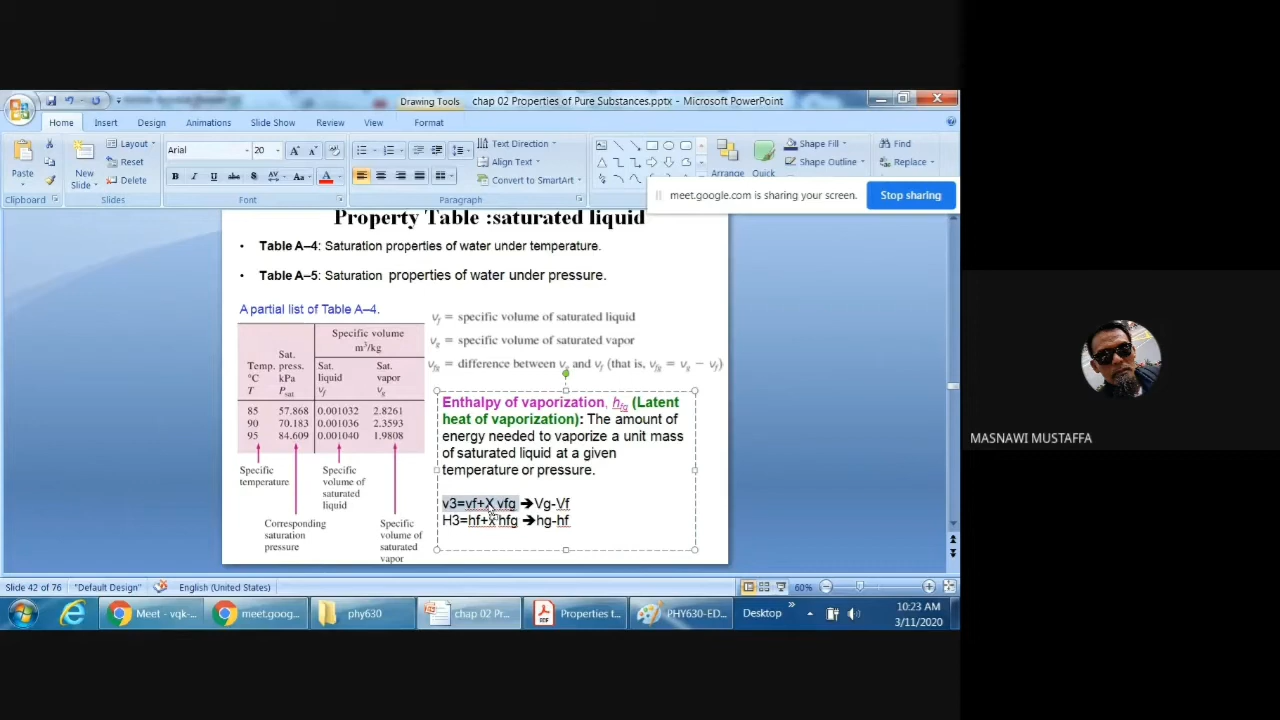 Drawing Tools
chap 02 Properties of Pure Substances.pptx - Microsoft PowerPoint
Home Insert Design Animations Slide Show Review View Format
Paste
Clipboard
New Slide
Layout
Reset
Delete
Slides
Arial 20
B I U abe S AV Aa A
Font
Text Direction
Align Text
Convert to SmartArt
Paragraph
Arrange
Quick
Shape Fill
Shape Outline
Find
Replace
meet.google.com is sharing your screen.
Stop sharing
Property Table :saturated liquid
• Table A–4: Saturation properties of water under temperature.
• Table A–5: Saturation properties of water under pressure.
A partial list of Table A–4.
Specific volume
m³/kg
Temp. °C T
Sat. press. kPa Psat
Sat. liquid vf
Sat. vapor vg
85 57.868 0.001032 2.8261
90 70.183 0.001036 2.3593
95 84.609 0.001040 1.9808
Specific temperature
Corresponding saturation pressure
Specific volume of saturated liquid
Specific volume of saturated vapor
vf = specific volume of saturated liquid
vg = specific volume of saturated vapor
vfg = difference between vg and vf (that is, vfg = vg − vf)
Enthalpy of vaporization, hfg (Latent
heat of vaporization): The amount of
energy needed to vaporize a unit mass
of saturated liquid at a given
temperature or pressure.
v3=vf+X vfg ➔Vg-Vf
H3=hf+x hfg ➔hg-hf
MASNAWI MUSTAFFA
Slide 42 of 76
"Default Design"
English (United States)
60%
Meet - vgk-...
meet.goog...
phy630
chap 02 Pr...
Properties t...
PHY630-ED...
Desktop
10:23 AM
3/11/2020